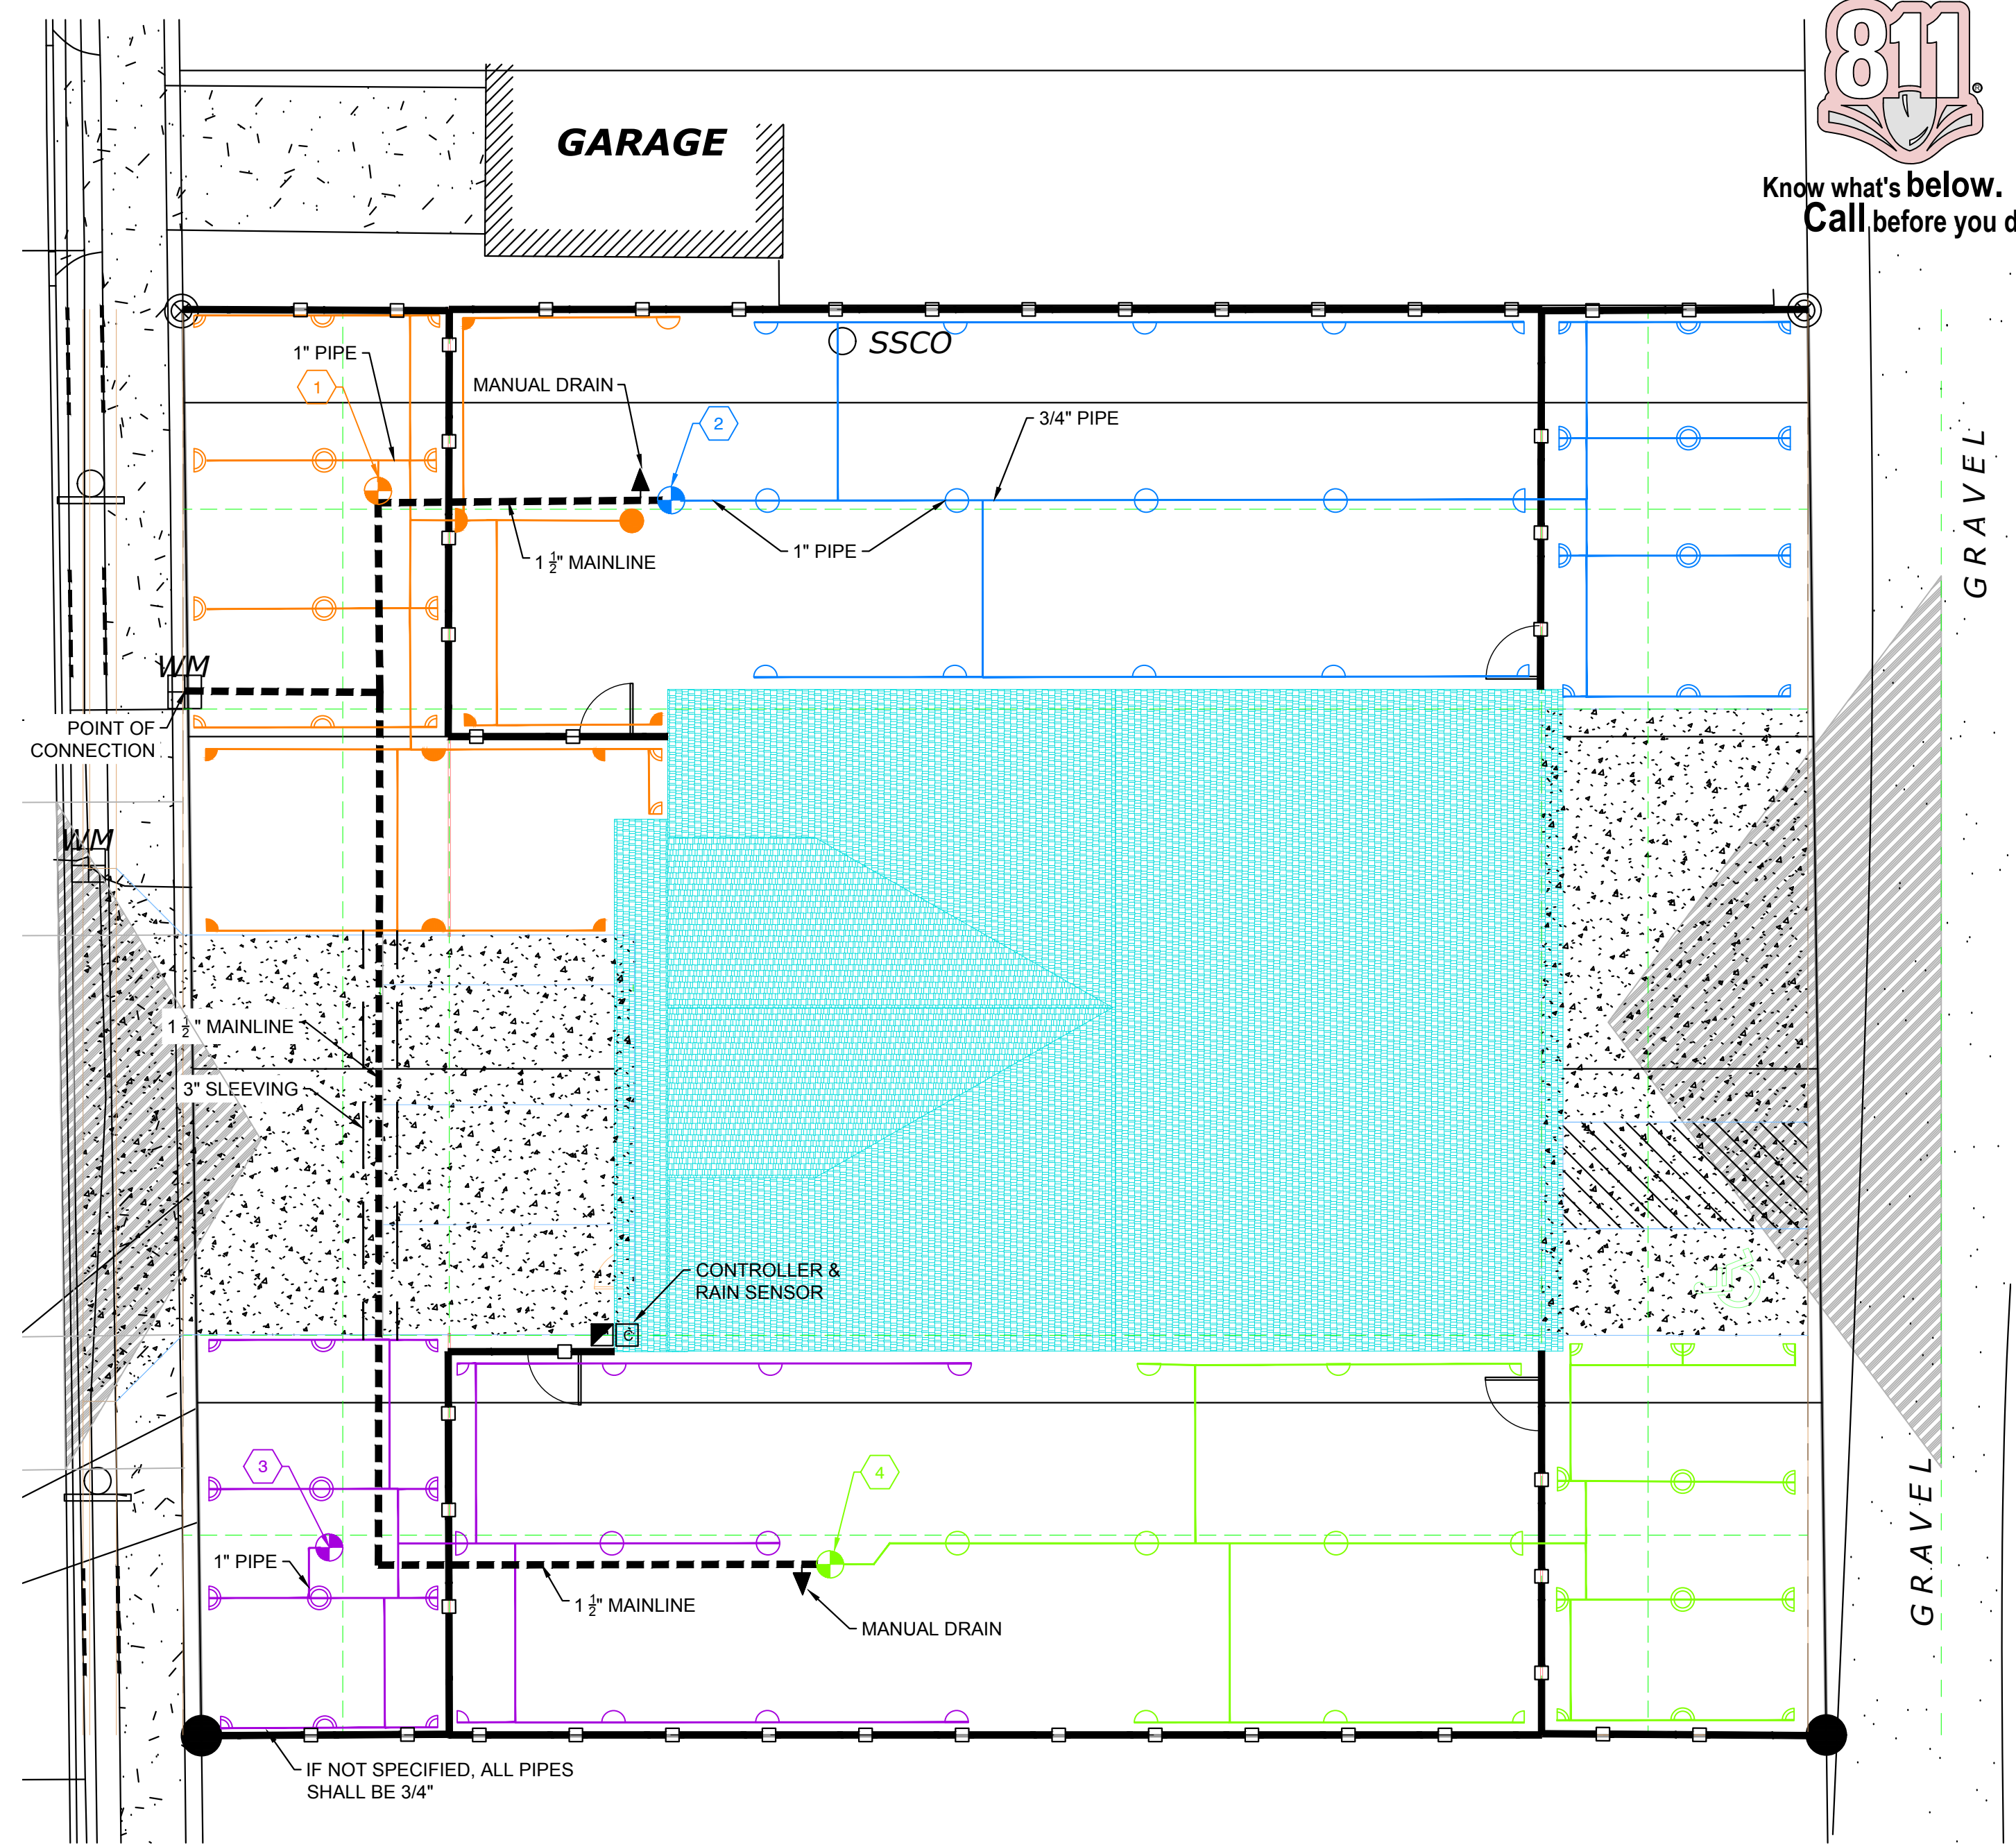 811
®
Know what's below.
Call before you d
GARAGE
SSCO
1" PIPE
1
MANUAL DRAIN
2
3/4" PIPE
1" PIPE
1 1/2" MAINLINE
GRAVEL
WM
POINT OF
CONNECTION
WM
1 1/2" MAINLINE
3" SLEEVING
CONTROLLER &
RAIN SENSOR
C
3
4
1" PIPE
1 1/2" MAINLINE
MANUAL DRAIN
GRAVEL
IF NOT SPECIFIED, ALL PIPES
SHALL BE 3/4"